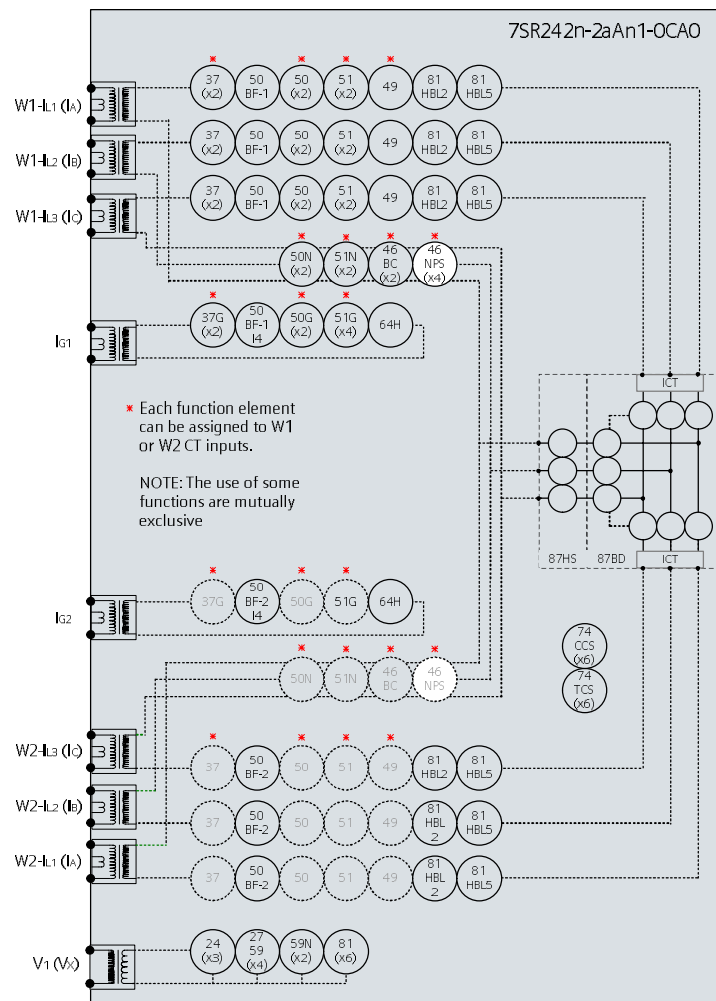 7SR242n-2aAn1-0CA0
* * * *
W1-IL1 (IA)
37 (x2)
50 BF-1
50 (x2)
51 (x2)
49
81 HBL2
81 HBL5
W1-IL2 (IB)
37 (x2)
50 BF-1
50 (x2)
51 (x2)
49
81 HBL2
81 HBL5
W1-IL3 (IC)
37 (x2)
50 BF-1
50 (x2)
51 (x2)
49
81 HBL2
81 HBL5
* * * *
50N (x2)
51N (x2)
46 BC (x2)
46 NPS (x4)
* * *
IG1
37G (x2)
50 BF-1 I4
50G (x2)
51G (x4)
64H
ICT
* Each function element
can be assigned to W1
or W2 CT inputs.
NOTE: The use of some
functions are mutually
exclusive
87HS
87BD
ICT
* * *
IG2
37G
50 BF-2 I4
50G
51G
64H
74 CCS (x6)
74 TCS (x6)
* * * *
50N
51N
46 BC
46 NPS
* * * *
W2-IL3 (IC)
37
50 BF-2
50
51
49
81 HBL2
81 HBL5
W2-IL2 (IB)
37
50 BF-2
50
51
49
81 HBL 2
81 HBL5
W2-IL1 (IA)
37
50 BF-2
50
51
49
81 HBL 2
81 HBL5
V1 (VX)
24 (x3)
27 59 (x4)
59N (x2)
81 (x6)